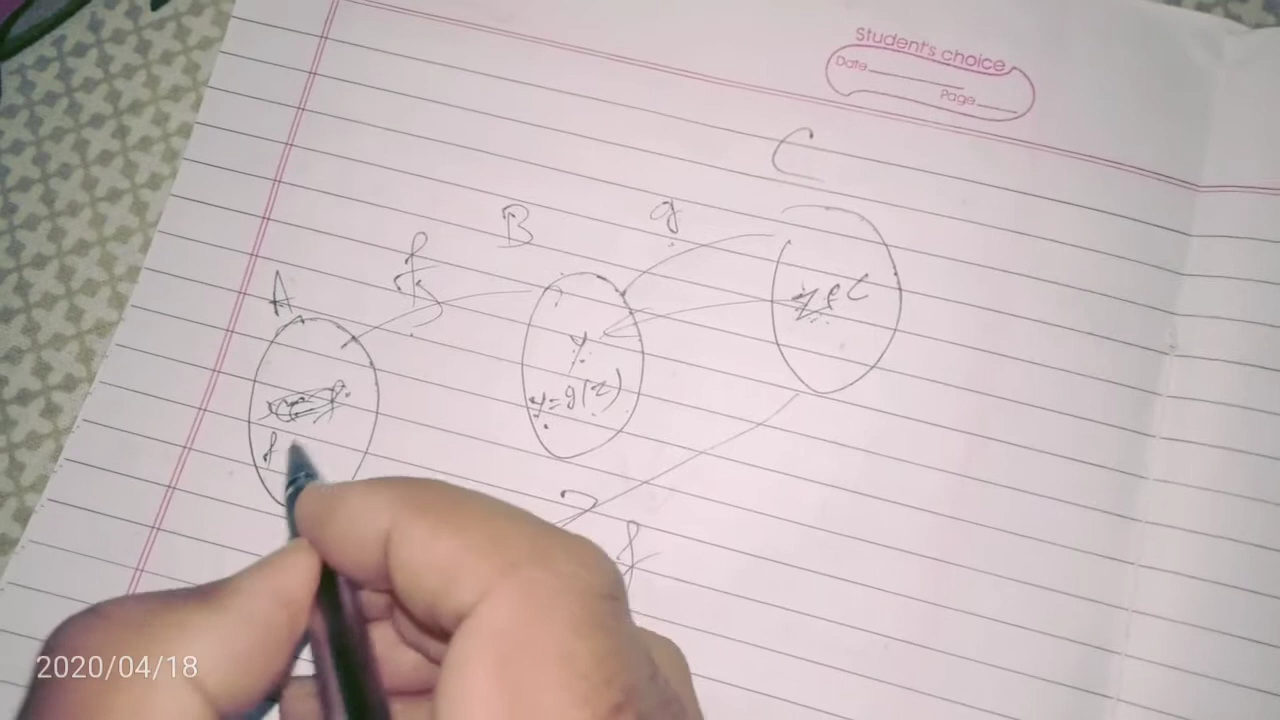 Student's choice
Date
Page
C
B
g
A
f
z ∈ C
y
y = g(z)
f
2020/04/18